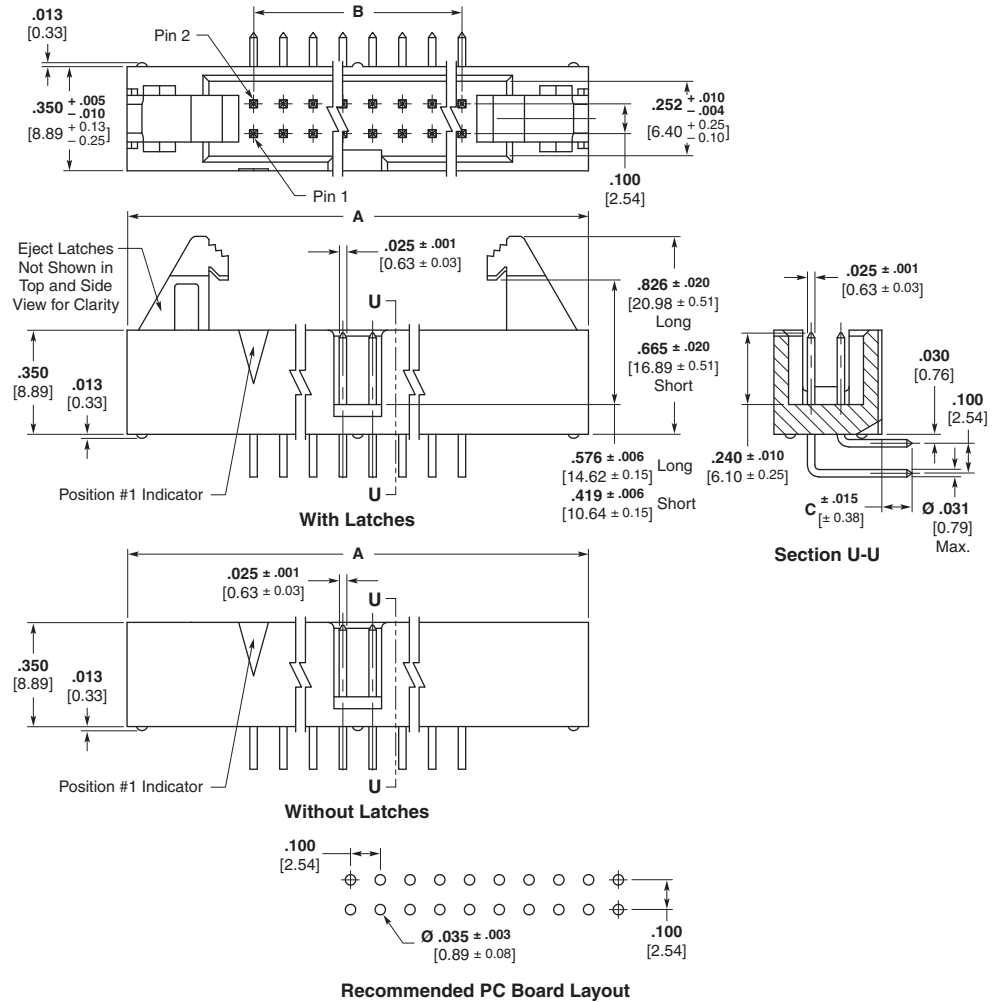 .013
[0.33]
Pin 2
B
.350 + .005 − .010
[8.89 + 0.13 − 0.25]
.252 + .010 − .004
[6.40 + 0.25 − 0.10]
.100
[2.54]
Pin 1
A
Eject Latches
Not Shown in
Top and Side
View for Clarity
.025 ± .001
[0.63 ± 0.03]
U
.826 ± .020
[20.98 ± 0.51]
Long
.665 ± .020
[16.89 ± 0.51]
Short
.350
[8.89]
.013
[0.33]
.576 ± .006
[14.62 ± 0.15] Long
.419 ± .006
[10.64 ± 0.15] Short
Position #1 Indicator
U
With Latches
.025 ± .001
[0.63 ± 0.03]
.030
[0.76]
.100
[2.54]
.240 ± .010
[6.10 ± 0.25]
C ± .015
[± 0.38]
Ø .031
[0.79]
Max.
Section U-U
A
.025 ± .001
[0.63 ± 0.03]
U
.350
[8.89]
.013
[0.33]
Position #1 Indicator
U
Without Latches
.100
[2.54]
Ø .035 ± .003
[0.89 ± 0.08]
.100
[2.54]
Recommended PC Board Layout